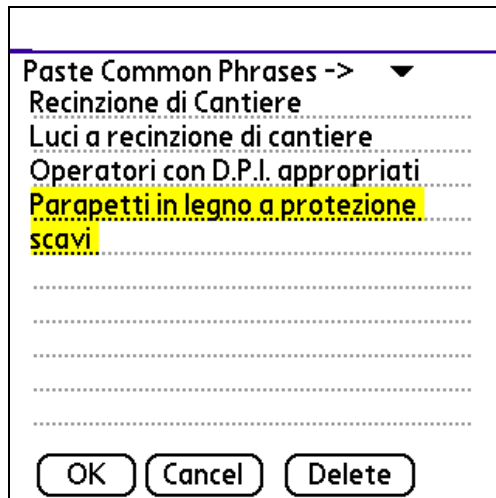 Paste Common Phrases ->
Recinzione di Cantiere
Luci a recinzione di cantiere
Operatori con D.P.I. appropriati
Parapetti in legno a protezione
scavi
OK Cancel Delete